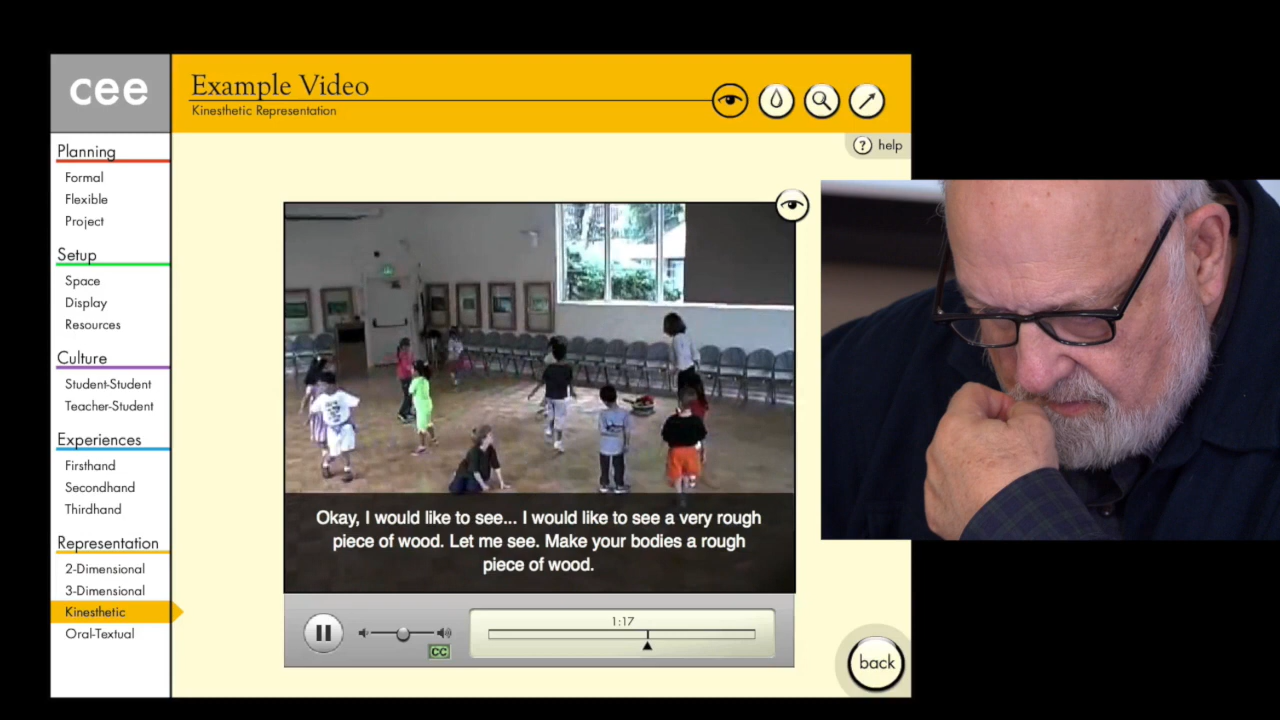 cee
Example Video
Kinesthetic Representation
? help
Planning
Formal
Flexible
Project
Setup
Space
Display
Resources
Culture
Student-Student
Teacher-Student
Experiences
Firsthand
Secondhand
Thirdhand
Representation
2-Dimensional
3-Dimensional
Kinesthetic
Oral-Textual
Okay, I would like to see... I would like to see a very rough
piece of wood. Let me see. Make your bodies a rough
piece of wood.
1:17
CC
back